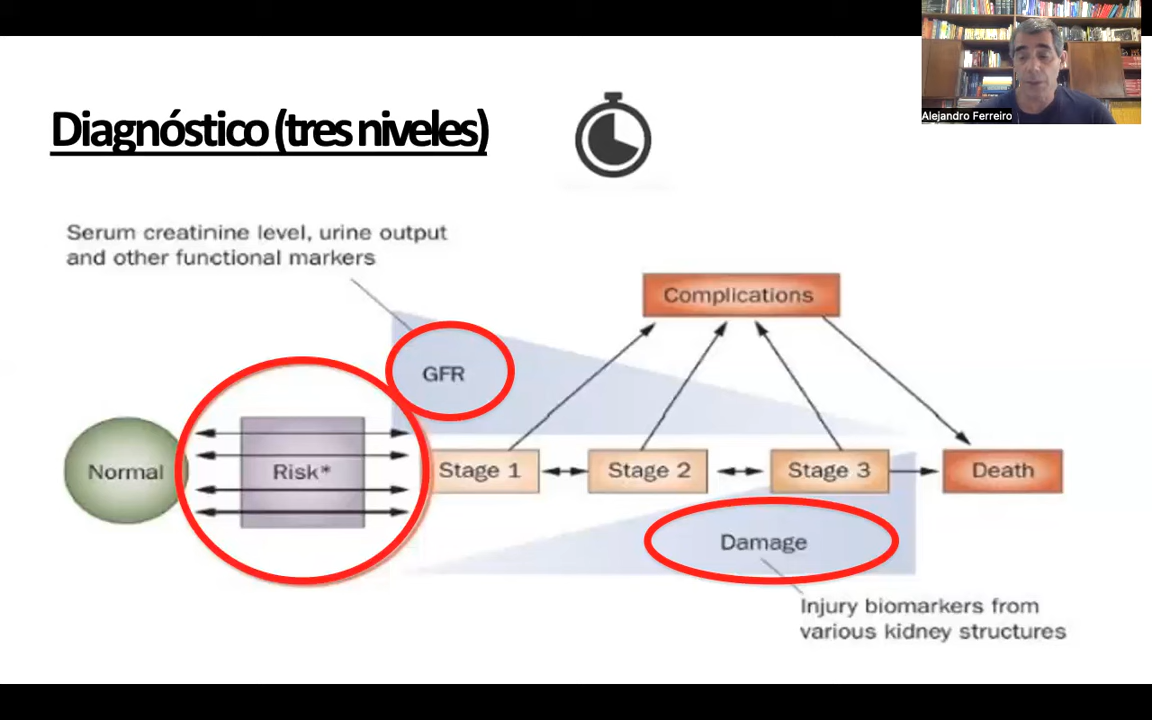 Alejandro Ferreiro
Diagnóstico (tres niveles)
Serum creatinine level, urine output
and other functional markers
Complications
GFR
Normal
Risk*
Stage 1
Stage 2
Stage 3
Death
Damage
Injury biomarkers from
various kidney structures